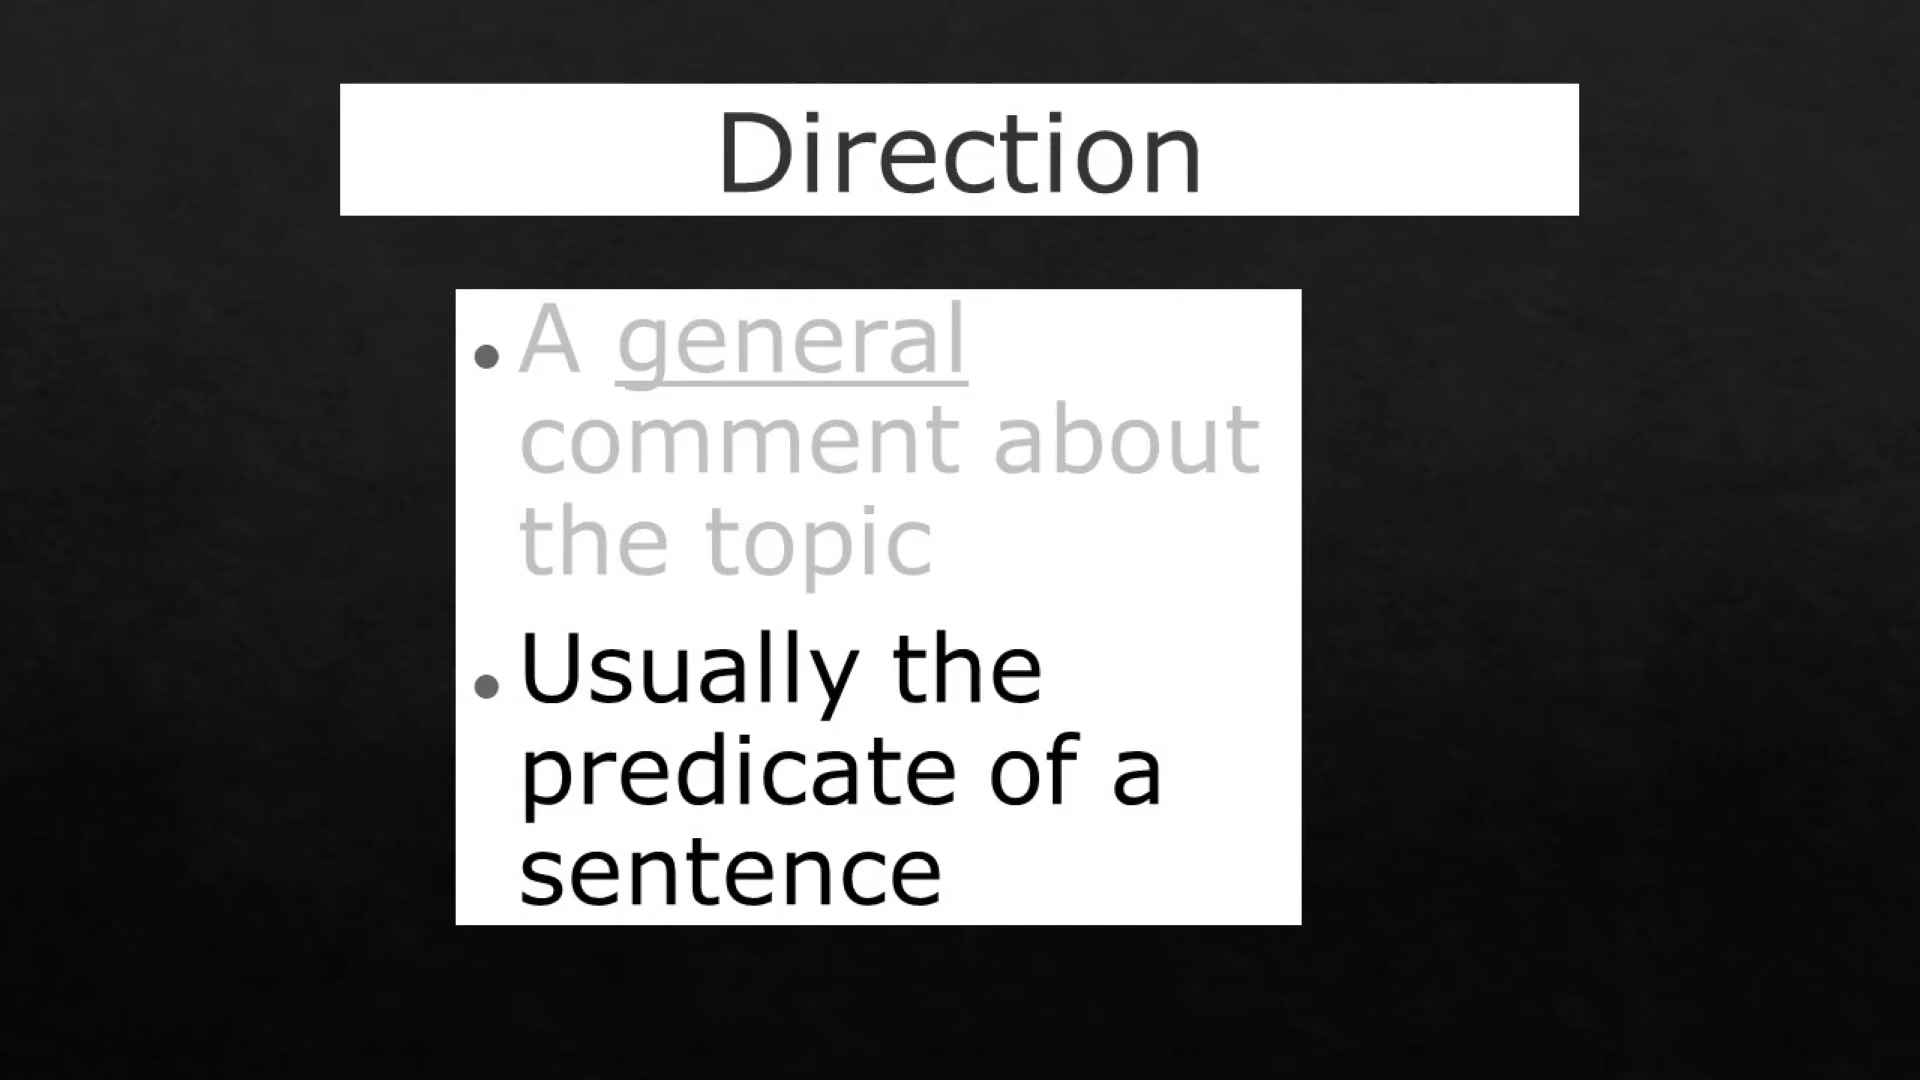 Direction
• A general
comment about
the topic
• Usually the
predicate of a
sentence